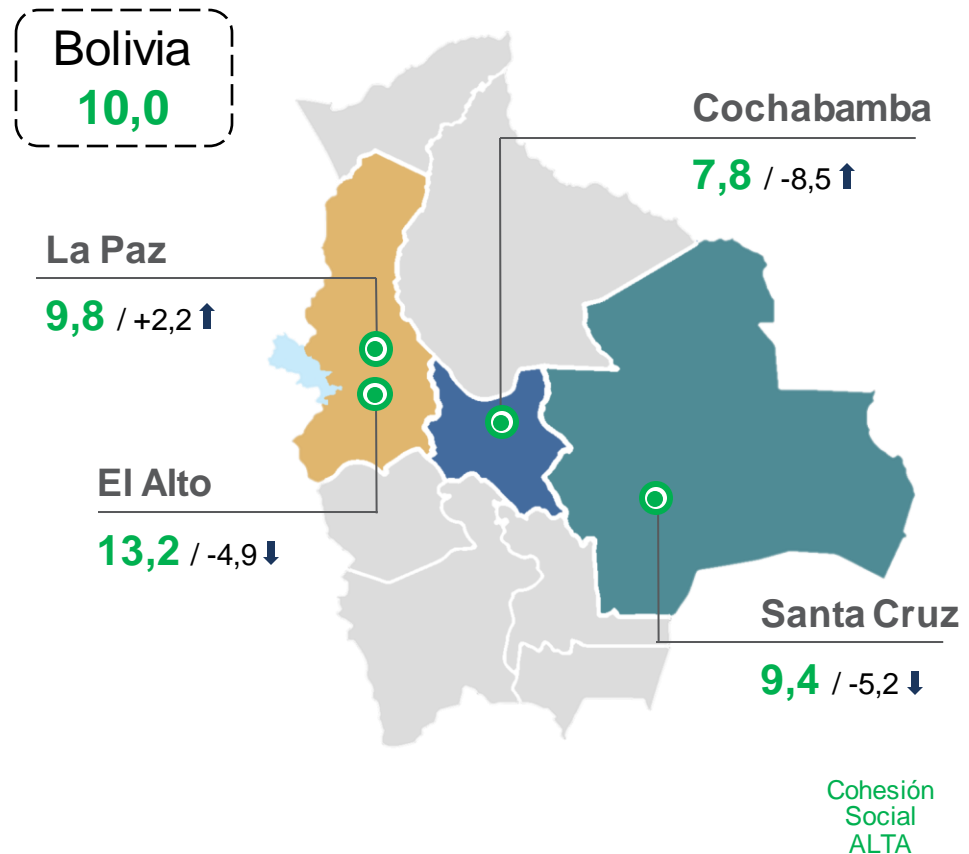 Bolivia
10,0
Cochabamba
7,8 / -8,5
La Paz
9,8 / +2,2
El Alto
13,2 / -4,9
Santa Cruz
9,4 / -5,2
Cohesión
Social
ALTA